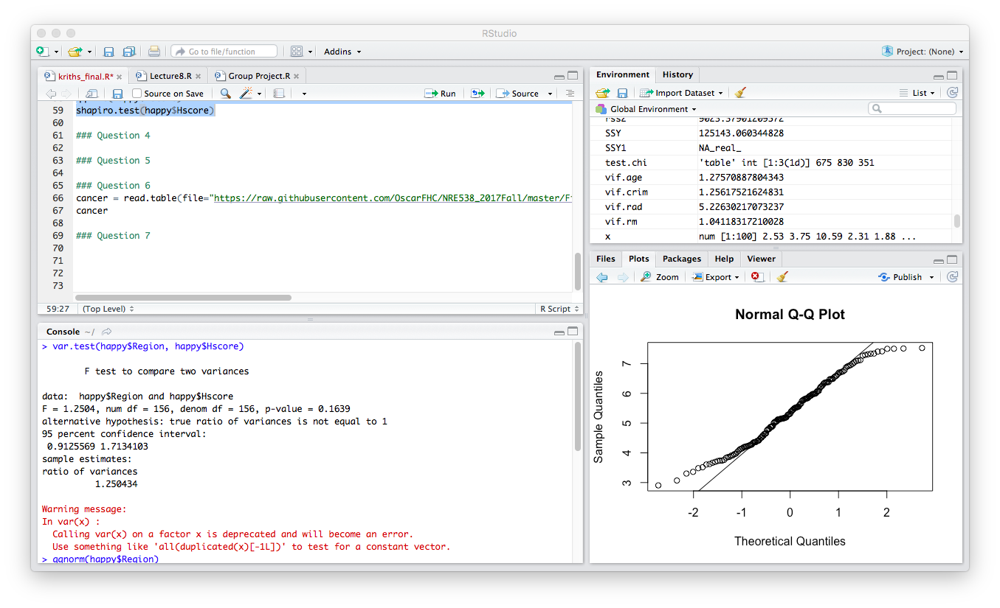 RStudio
Go to file/function
Addins
Project: (None)
kriths_final.R*
Lecture8.R
Group Project.R
Source on Save
Run
Source
59 shapiro.test(happy$Hscore)
60
61 ### Question 4
62
63 ### Question 5
64
65 ### Question 6
66 cancer = read.table(file="https://raw.githubusercontent.com/OscarFHC/NRE538_2017Fall/master/F
67 cancer
68
69 ### Question 7
70
71
72
73
59:27 (Top Level) R Script
Console ~/
> var.test(happy$Region, happy$Hscore)
F test to compare two variances
data: happy$Region and happy$Hscore
F = 1.2504, num df = 156, denom df = 156, p-value = 0.1639
alternative hypothesis: true ratio of variances is not equal to 1
95 percent confidence interval:
0.9125569 1.7134103
sample estimates:
ratio of variances
1.250434
Warning message:
In var(x) :
Calling var(x) on a factor x is deprecated and will become an error.
Use something like 'all(duplicated(x)[-1L])' to test for a constant vector.
> qqnorm(happy$Region)
Environment History
Import Dataset
List
Global Environment
SSY 125143.060344828
SSY1 NA_real_
test.chi 'table' int [1:3(1d)] 675 830 351
vif.age 1.27570887804343
vif.crim 1.25617521624831
vif.rad 5.22630217073237
vif.rm 1.04118317210028
x num [1:100] 2.53 3.75 10.59 2.31 1.88 ...
Files Plots Packages Help Viewer
Zoom Export Publish
Normal Q-Q Plot
Sample Quantiles
7
6
5
4
3
-2 -1 0 1 2
Theoretical Quantiles